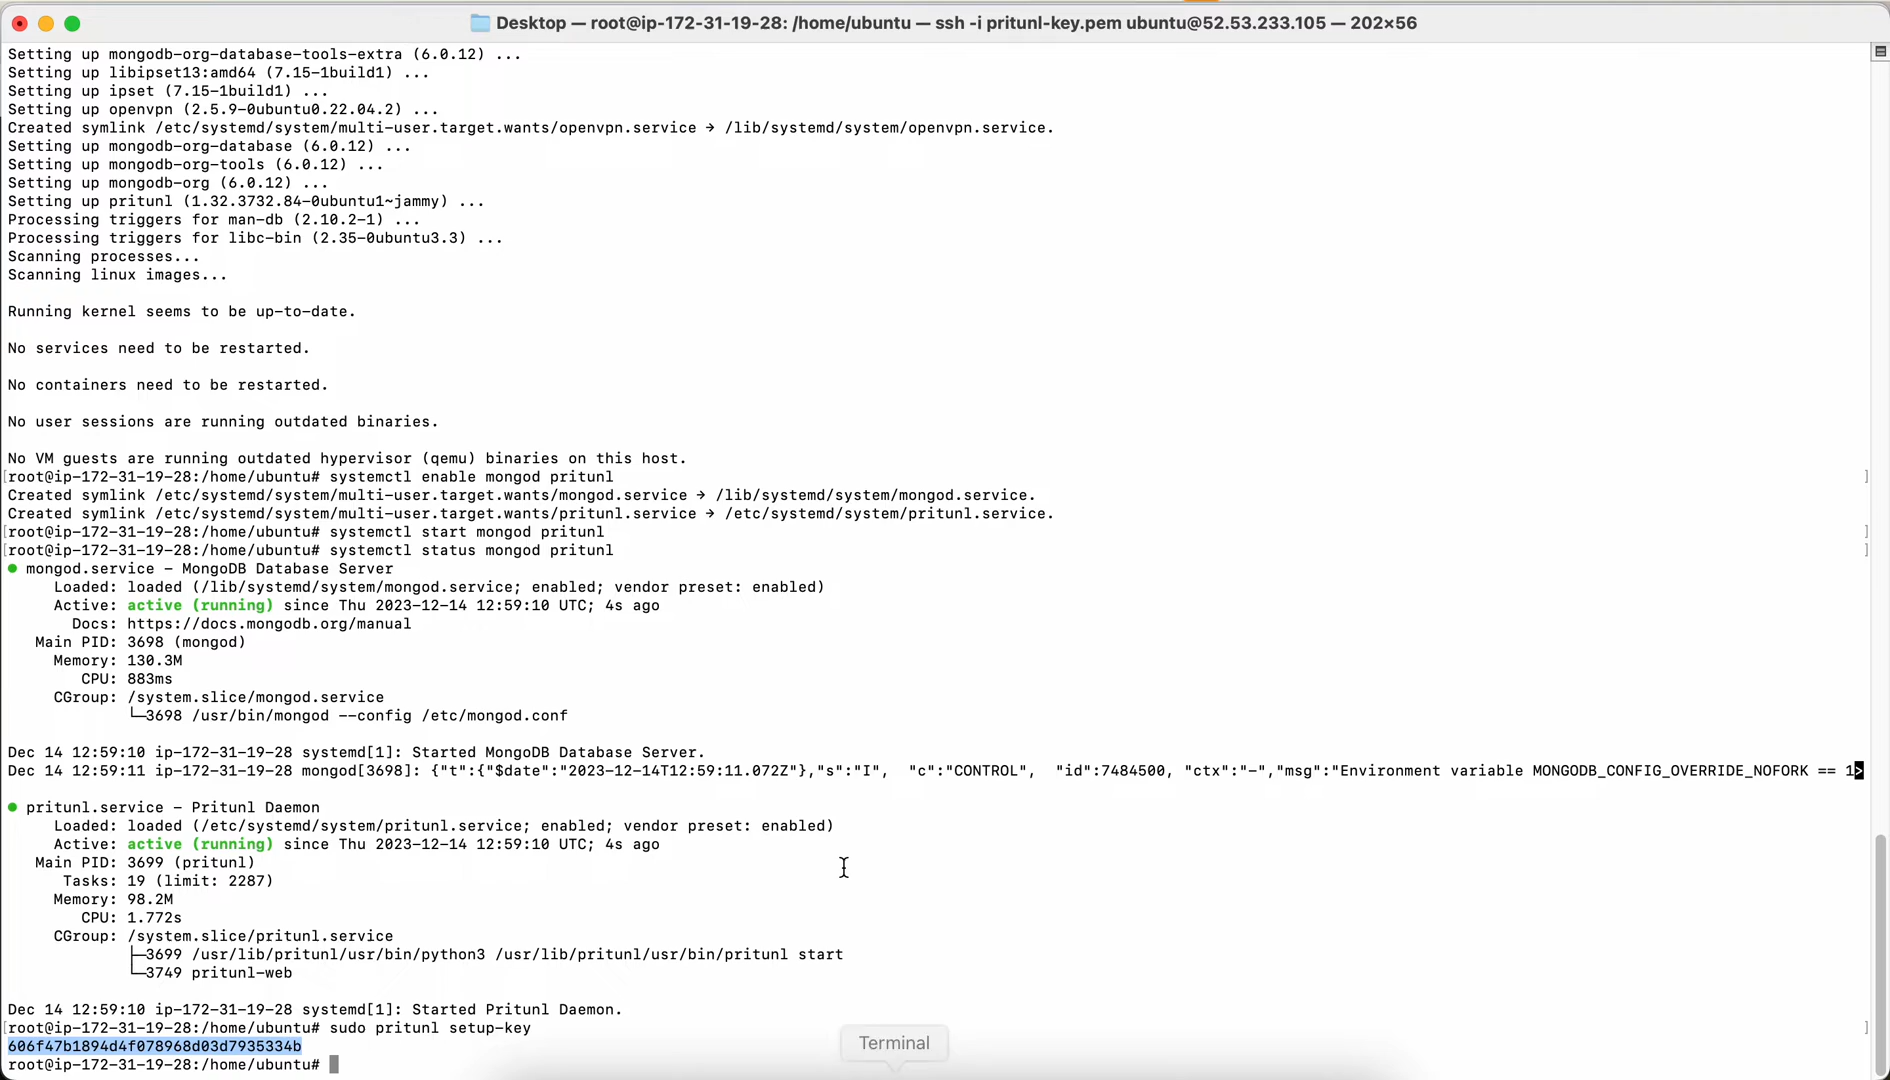 Desktop — root@ip-172-31-19-28: /home/ubuntu — ssh -i pritunl-key.pem ubuntu@52.53.233.105 — 202×56
Setting up mongodb-org-database-tools-extra (6.0.12) ...
Setting up libipset13:amd64 (7.15-1build1) ...
Setting up ipset (7.15-1build1) ...
Setting up openvpn (2.5.9-0ubuntu0.22.04.2) ...
Created symlink /etc/systemd/system/multi-user.target.wants/openvpn.service → /lib/systemd/system/openvpn.service.
Setting up mongodb-org-database (6.0.12) ...
Setting up mongodb-org-tools (6.0.12) ...
Setting up mongodb-org (6.0.12) ...
Setting up pritunl (1.32.3732.84-0ubuntu1~jammy) ...
Processing triggers for man-db (2.10.2-1) ...
Processing triggers for libc-bin (2.35-0ubuntu3.3) ...
Scanning processes...
Scanning linux images...
Running kernel seems to be up-to-date.
No services need to be restarted.
No containers need to be restarted.
No user sessions are running outdated binaries.
No VM guests are running outdated hypervisor (qemu) binaries on this host.
[root@ip-172-31-19-28:/home/ubuntu# systemctl enable mongod pritunl ]
Created symlink /etc/systemd/system/multi-user.target.wants/mongod.service → /lib/systemd/system/mongod.service.
Created symlink /etc/systemd/system/multi-user.target.wants/pritunl.service → /etc/systemd/system/pritunl.service.
[root@ip-172-31-19-28:/home/ubuntu# systemctl start mongod pritunl ]
[root@ip-172-31-19-28:/home/ubuntu# systemctl status mongod pritunl ]
● mongod.service – MongoDB Database Server
Loaded: loaded (/lib/systemd/system/mongod.service; enabled; vendor preset: enabled)
Active: active (running) since Thu 2023-12-14 12:59:10 UTC; 4s ago
Docs: https://docs.mongodb.org/manual
Main PID: 3698 (mongod)
Memory: 130.3M
CPU: 883ms
CGroup: /system.slice/mongod.service
└─3698 /usr/bin/mongod --config /etc/mongod.conf
Dec 14 12:59:10 ip-172-31-19-28 systemd[1]: Started MongoDB Database Server.
Dec 14 12:59:11 ip-172-31-19-28 mongod[3698]: {"t":{"$date":"2023-12-14T12:59:11.072Z"},"s":"I",  "c":"CONTROL",  "id":7484500, "ctx":"-","msg":"Environment variable MONGODB_CONFIG_OVERRIDE_NOFORK == 1>
● pritunl.service – Pritunl Daemon
Loaded: loaded (/etc/systemd/system/pritunl.service; enabled; vendor preset: enabled)
Active: active (running) since Thu 2023-12-14 12:59:10 UTC; 4s ago
Main PID: 3699 (pritunl)
Tasks: 19 (limit: 2287)
Memory: 98.2M
CPU: 1.772s
CGroup: /system.slice/pritunl.service
├─3699 /usr/lib/pritunl/usr/bin/python3 /usr/lib/pritunl/usr/bin/pritunl start
└─3749 pritunl-web
Dec 14 12:59:10 ip-172-31-19-28 systemd[1]: Started Pritunl Daemon.
[root@ip-172-31-19-28:/home/ubuntu# sudo pritunl setup-key ]
606f47b1894d4f078968d03d7935334b
root@ip-172-31-19-28:/home/ubuntu#
Terminal